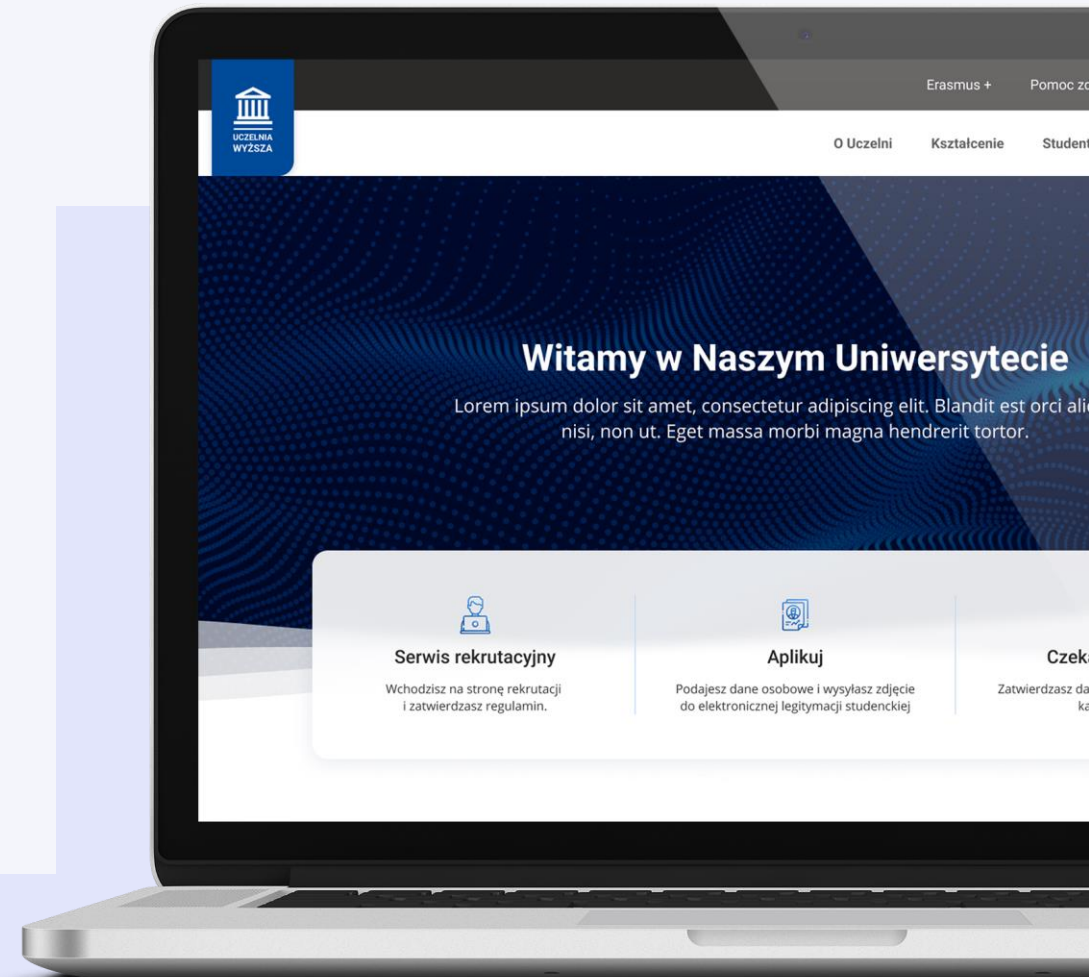 Erasmus + Pomoc
UCZELNIA
WYŻSZA
O Uczelni Kształcenie
Witamy w Naszym Uniwersytecie
Lorem ipsum dolor sit amet, consectetur adipiscing elit. Blandit est orci
nisi, non ut. Eget massa morbi magna hendrerit tortor.
Serwis rekrutacyjny
Wchodzisz na stronę rekrutacji
i zatwierdzasz regulamin.
Aplikuj
Podajesz dane osobowe i wysyłasz zdjęcie
do elektronicznej legitymacji studenckiej
Zatwierdzasz